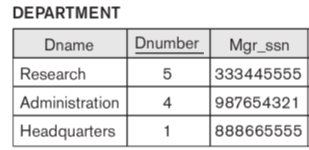 DEPARTMENT
Dname Dnumber Mgr_ssn
Research 5 333445555
Administration 4 987654321
Headquarters 1 888665555